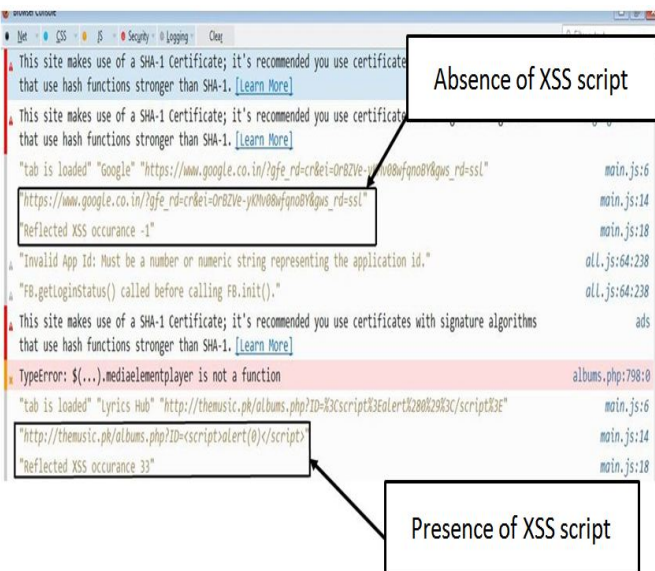 Browser Console
Net CSS JS Security Logging Clear
This site makes use of a SHA-1 Certificate; it's recommended you use certificate
that use hash functions stronger than SHA-1. [Learn More]
Absence of XSS script
This site makes use of a SHA-1 Certificate; it's recommended you use certificate
that use hash functions stronger than SHA-1. [Learn More]
"tab is loaded" "Google" "https://www.google.co.in/?gfe_rd=cr&ei=OrBZVe-yKMv08wfqnoBY&gws_rd=ssl" main.js:6
"https://www.google.co.in/?gfe_rd=cr&ei=OrBZVe-yKMv08wfqnoBY&gws_rd=ssl" main.js:14
"Reflected XSS occurance -1" main.js:18
"Invalid App Id: Must be a number or numeric string representing the application id." all.js:64:238
"FB.getLoginStatus() called before calling FB.init()." all.js:64:238
This site makes use of a SHA-1 Certificate; it's recommended you use certificates with signature algorithms ads
that use hash functions stronger than SHA-1. [Learn More]
TypeError: $(...).mediaelementplayer is not a function albums.php:798:0
"tab is loaded" "Lyrics Hub" "http://themusic.pk/albums.php?ID=%3Cscript%3Ealert%280%29%3C/script%3E" main.js:6
"http://themusic.pk/albums.php?ID=<script>alert(0)</script>" main.js:14
"Reflected XSS occurance 33" main.js:18
Presence of XSS script